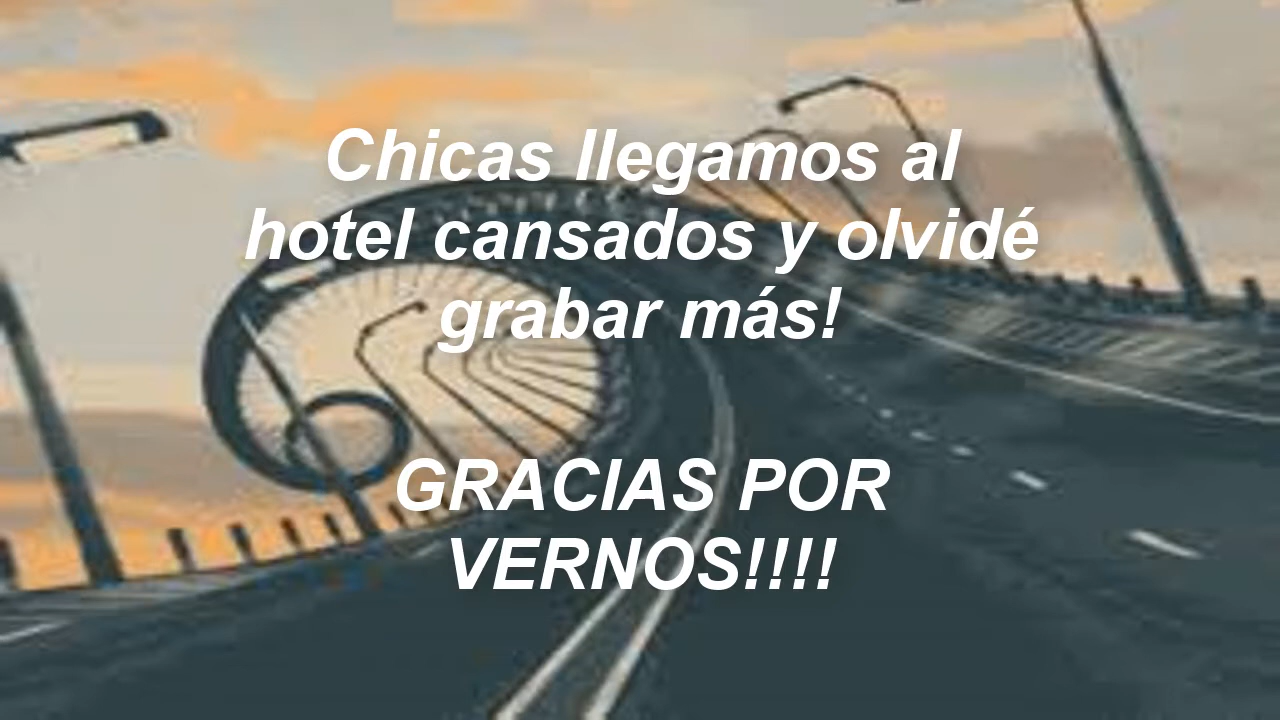 Chicas llegamos al
hotel cansados y olvidé
grabar más!
GRACIAS POR
VERNOS!!!!